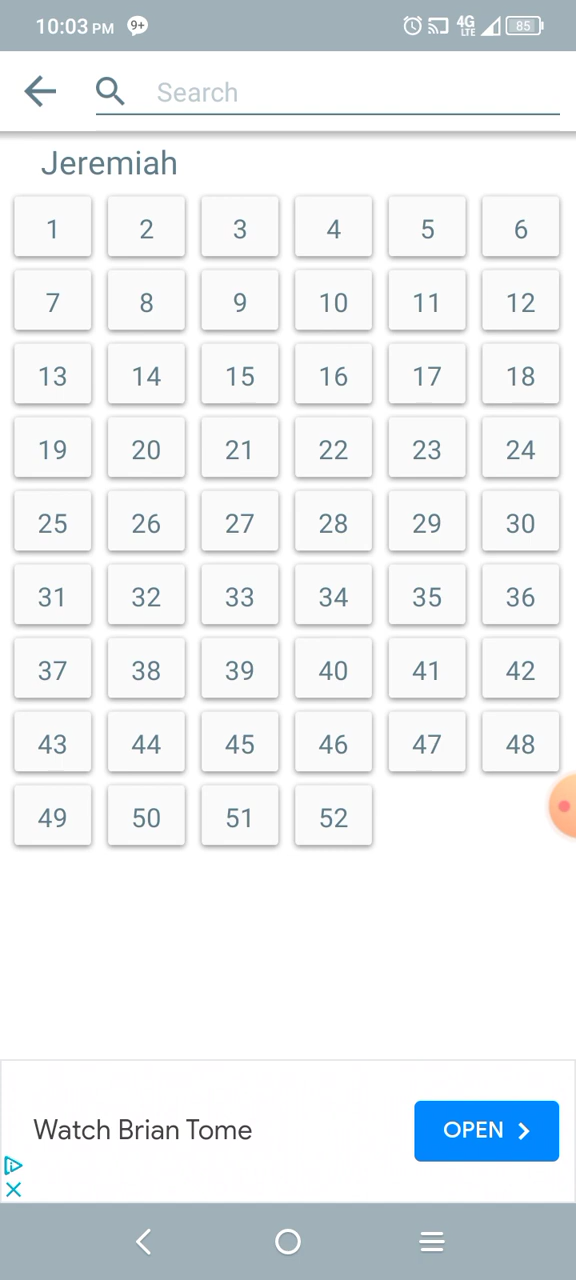 10:03 PM 9+ 4G LTE 85
Search
Jeremiah
1 2 3 4 5 6
7 8 9 10 11 12
13 14 15 16 17 18
19 20 21 22 23 24
25 26 27 28 29 30
31 32 33 34 35 36
37 38 39 40 41 42
43 44 45 46 47 48
49 50 51 52
Watch Brian Tome OPEN